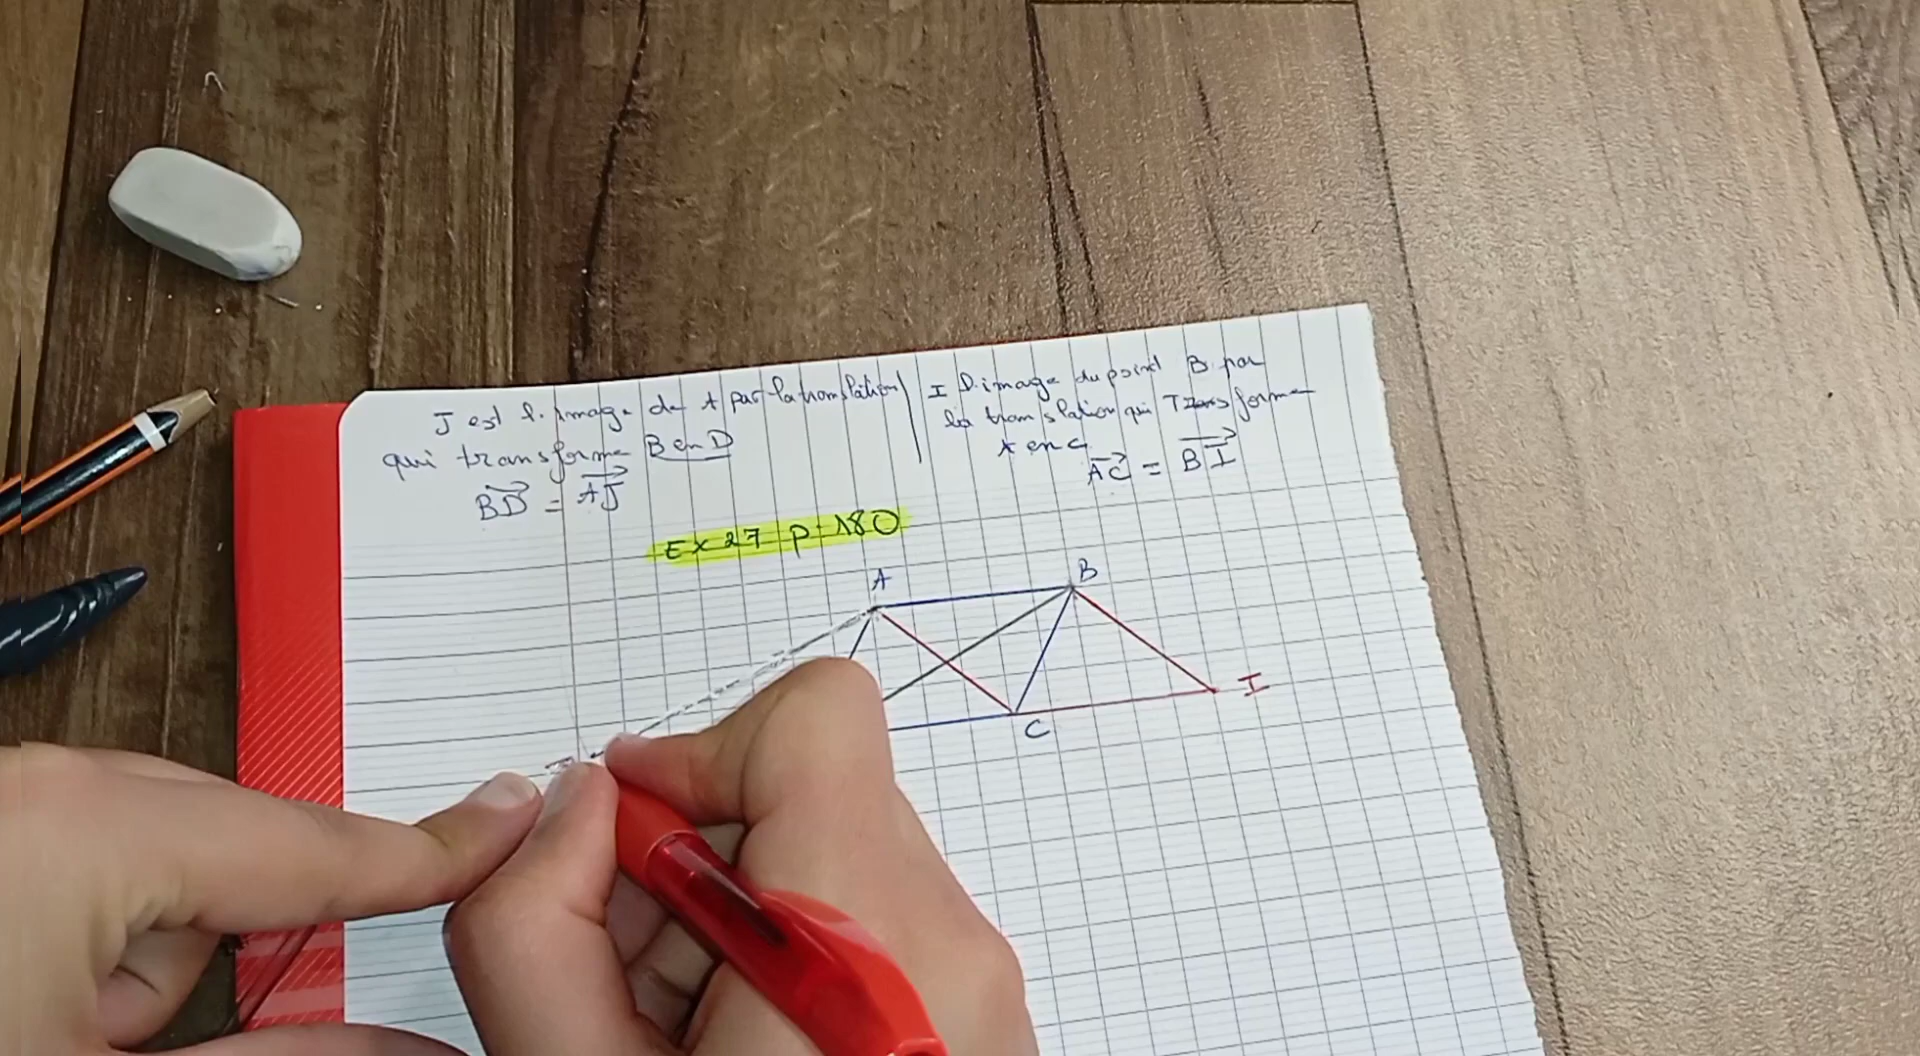 J est l'image de A par la translation
qui transforme B en D
BD = AJ
I l'image du point B par
la translation qui Transforme
A en C
AC = BI
Ex 27 p: 180
A
B
I
C
J